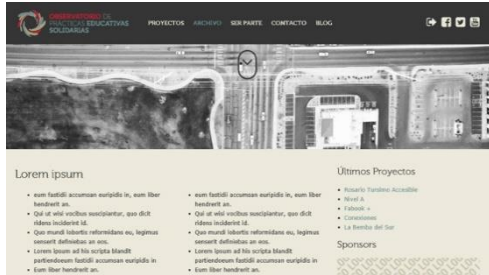 OBSERVATORIO DE
PRÁCTICAS EDUCATIVAS
SOLIDARIAS
PROYECTOS ARCHIVO SER PARTE CONTACTO BLOG
Lorem ipsum
eum fastidii accumsan euripidis in, eum liber
hendrerit an.
Qui ut wisi vocibus suscipiantur, quo dicit
ridens inciderint id.
Quo mundi lobortis reformidans eu, legimus
senserit definiebas an eos.
Lorem ipsum ad his scripta blandit
partiendoeum fastidii accumsan euripidis in
Eum liber hendrerit an.
eum fastidii accumsan euripidis in, eum liber
hendrerit an.
Qui ut wisi vocibus suscipiantur, quo dicit
ridens inciderint id.
Quo mundi lobortis reformidans eu, legimus
senserit definiebas an eos.
Lorem ipsum ad his scripta blandit
partiendoeum fastidii accumsan euripidis in
Eum liber hendrerit an.
Últimos Proyectos
Rosario Turismo Accesible
Nivel A
Fabook +
Conexiones
La Bemba del Sur
Sponsors